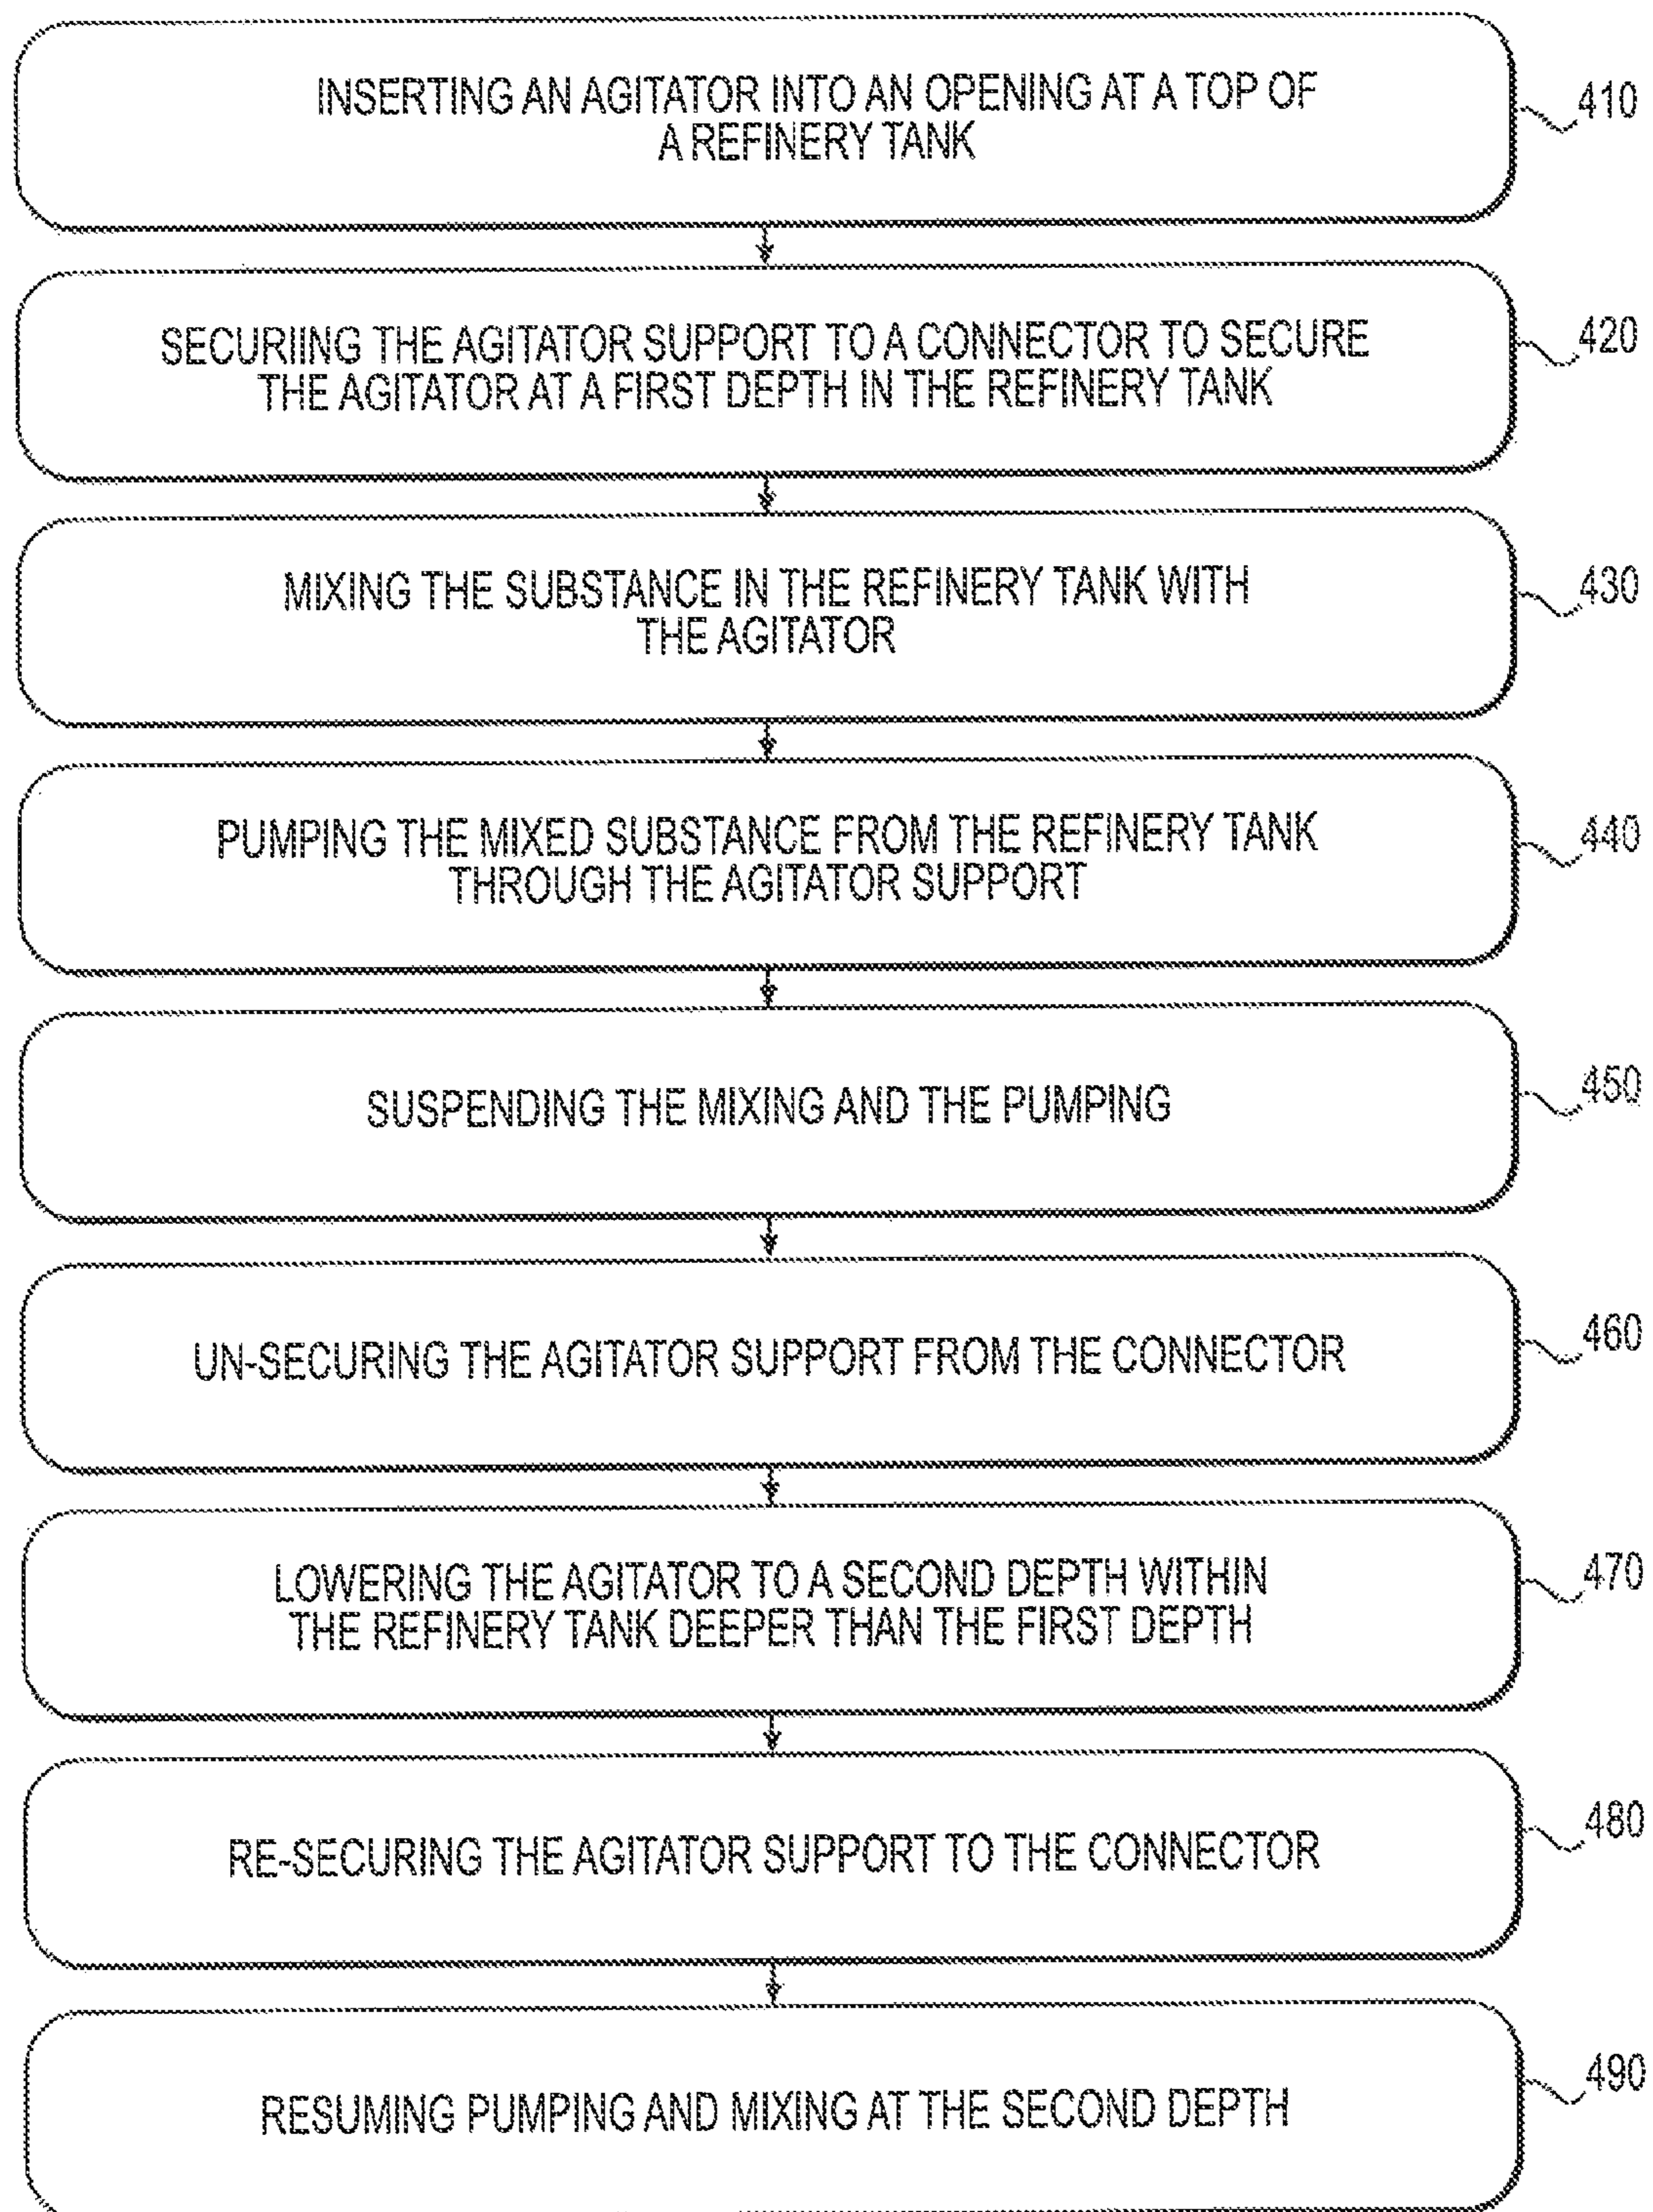 INSERTING AN AGITATOR INTO AN OPENING AT A TOP OF
A REFINERY TANK
410
SECURIING THE AGITATOR SUPPORT TO A CONNECTOR TO SECURE
THE AGITATOR AT A FIRST DEPTH IN THE REFINERY TANK
420
MIXING THE SUBSTANCE IN THE REFINERY TANK WITH
THE AGITATOR
430
PUMPING THE MIXED SUBSTANCE FROM THE REFINERY TANK
THROUGH THE AGITATOR SUPPORT
440
SUSPENDING THE MIXING AND THE PUMPING
450
UN-SECURING THE AGITATOR SUPPORT FROM THE CONNECTOR
460
LOWERING THE AGITATOR TO A SECOND DEPTH WITHIN
THE REFINERY TANK DEEPER THAN THE FIRST DEPTH
470
RE-SECURING THE AGITATOR SUPPORT TO THE CONNECTOR
480
RESUMING PUMPING AND MIXING AT THE SECOND DEPTH
490